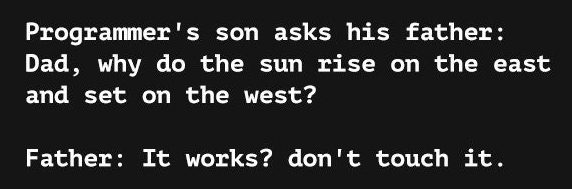 Programmer's son asks his father:
Dad, why do the sun rise on the east
and set on the west?
Father: It works? don't touch it.